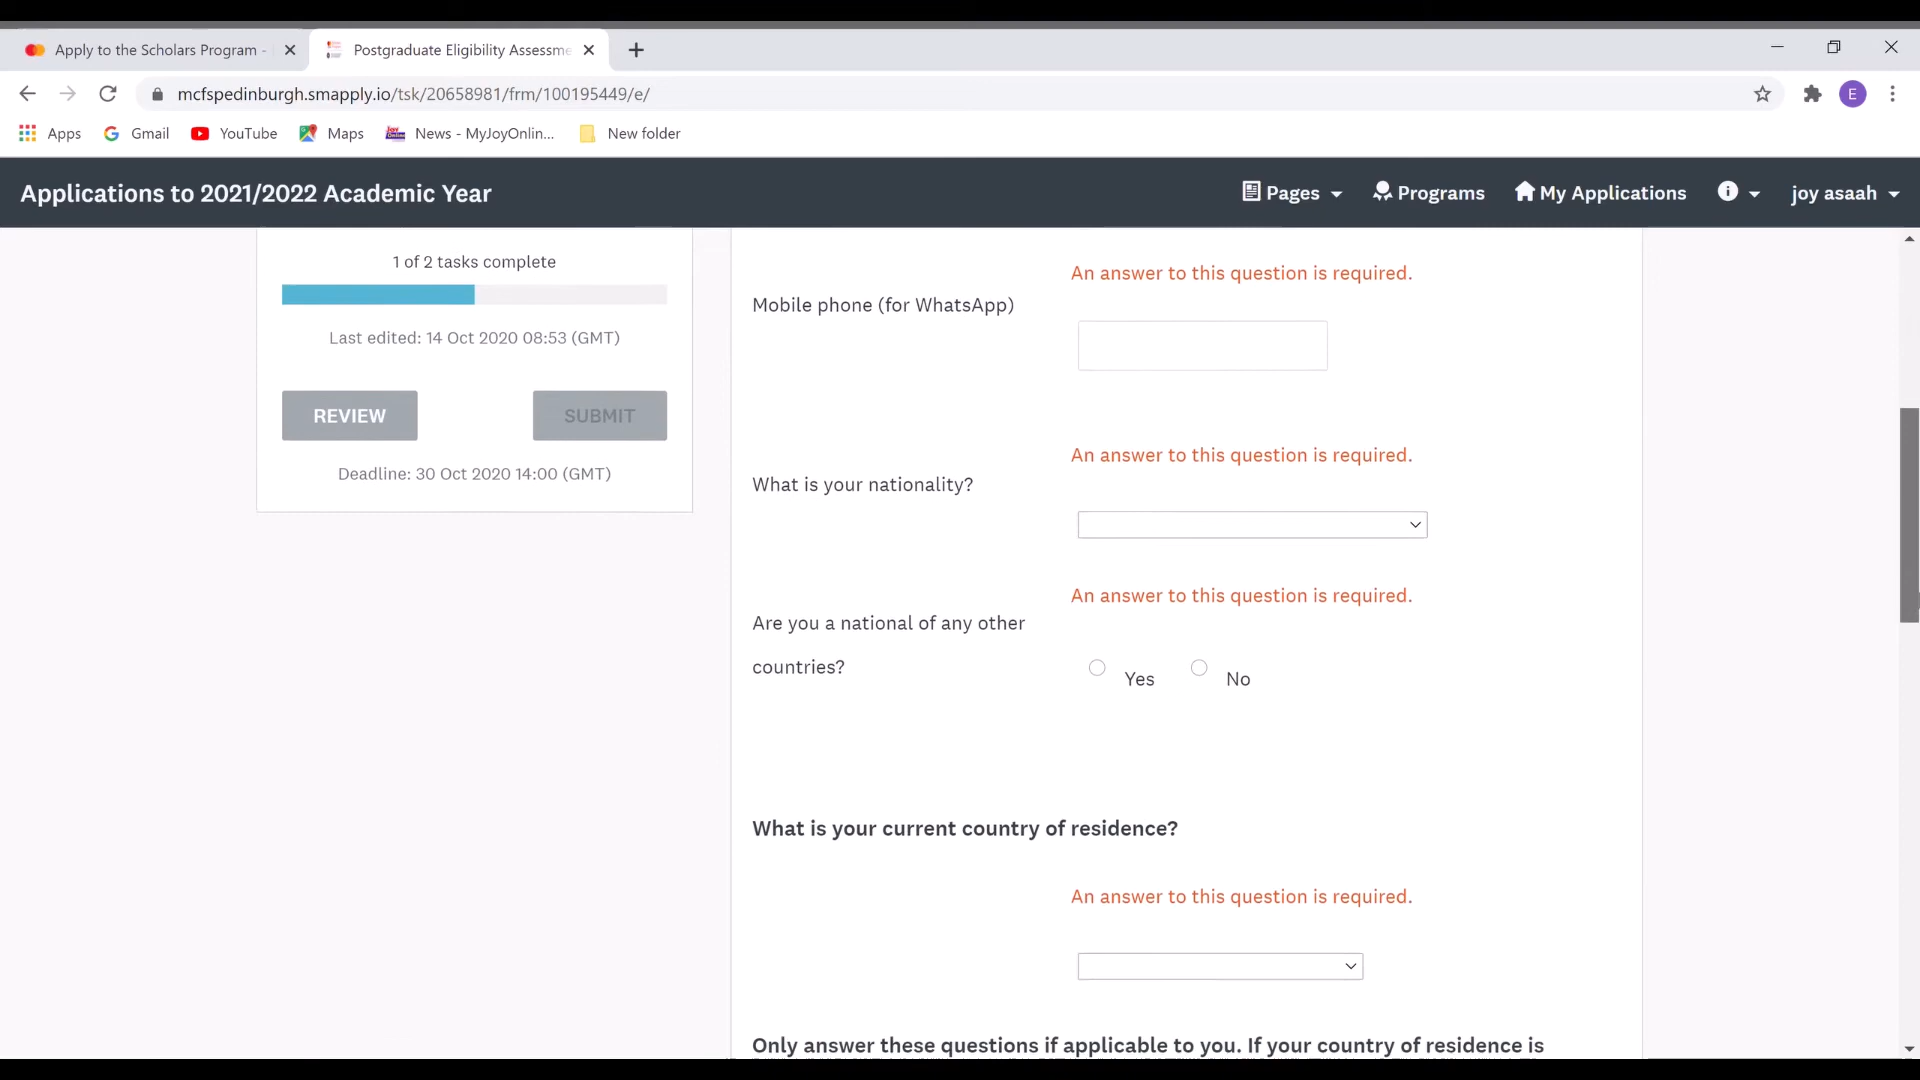 Apply to the Scholars Program -
Postgraduate Eligibility Assessme
mcfspedinburgh.smapply.io/tsk/20658981/frm/100195449/e/
E
Apps
Gmail
YouTube
Maps
News - MyJoyOnlin...
New folder
Applications to 2021/2022 Academic Year
Pages
Programs
My Applications
joy asaah
1 of 2 tasks complete
Last edited: 14 Oct 2020 08:53 (GMT)
REVIEW
SUBMIT
Deadline: 30 Oct 2020 14:00 (GMT)
An answer to this question is required.
Mobile phone (for WhatsApp)
An answer to this question is required.
What is your nationality?
An answer to this question is required.
Are you a national of any other
countries?
Yes
No
What is your current country of residence?
An answer to this question is required.
Only answer these questions if applicable to you. If your country of residence is